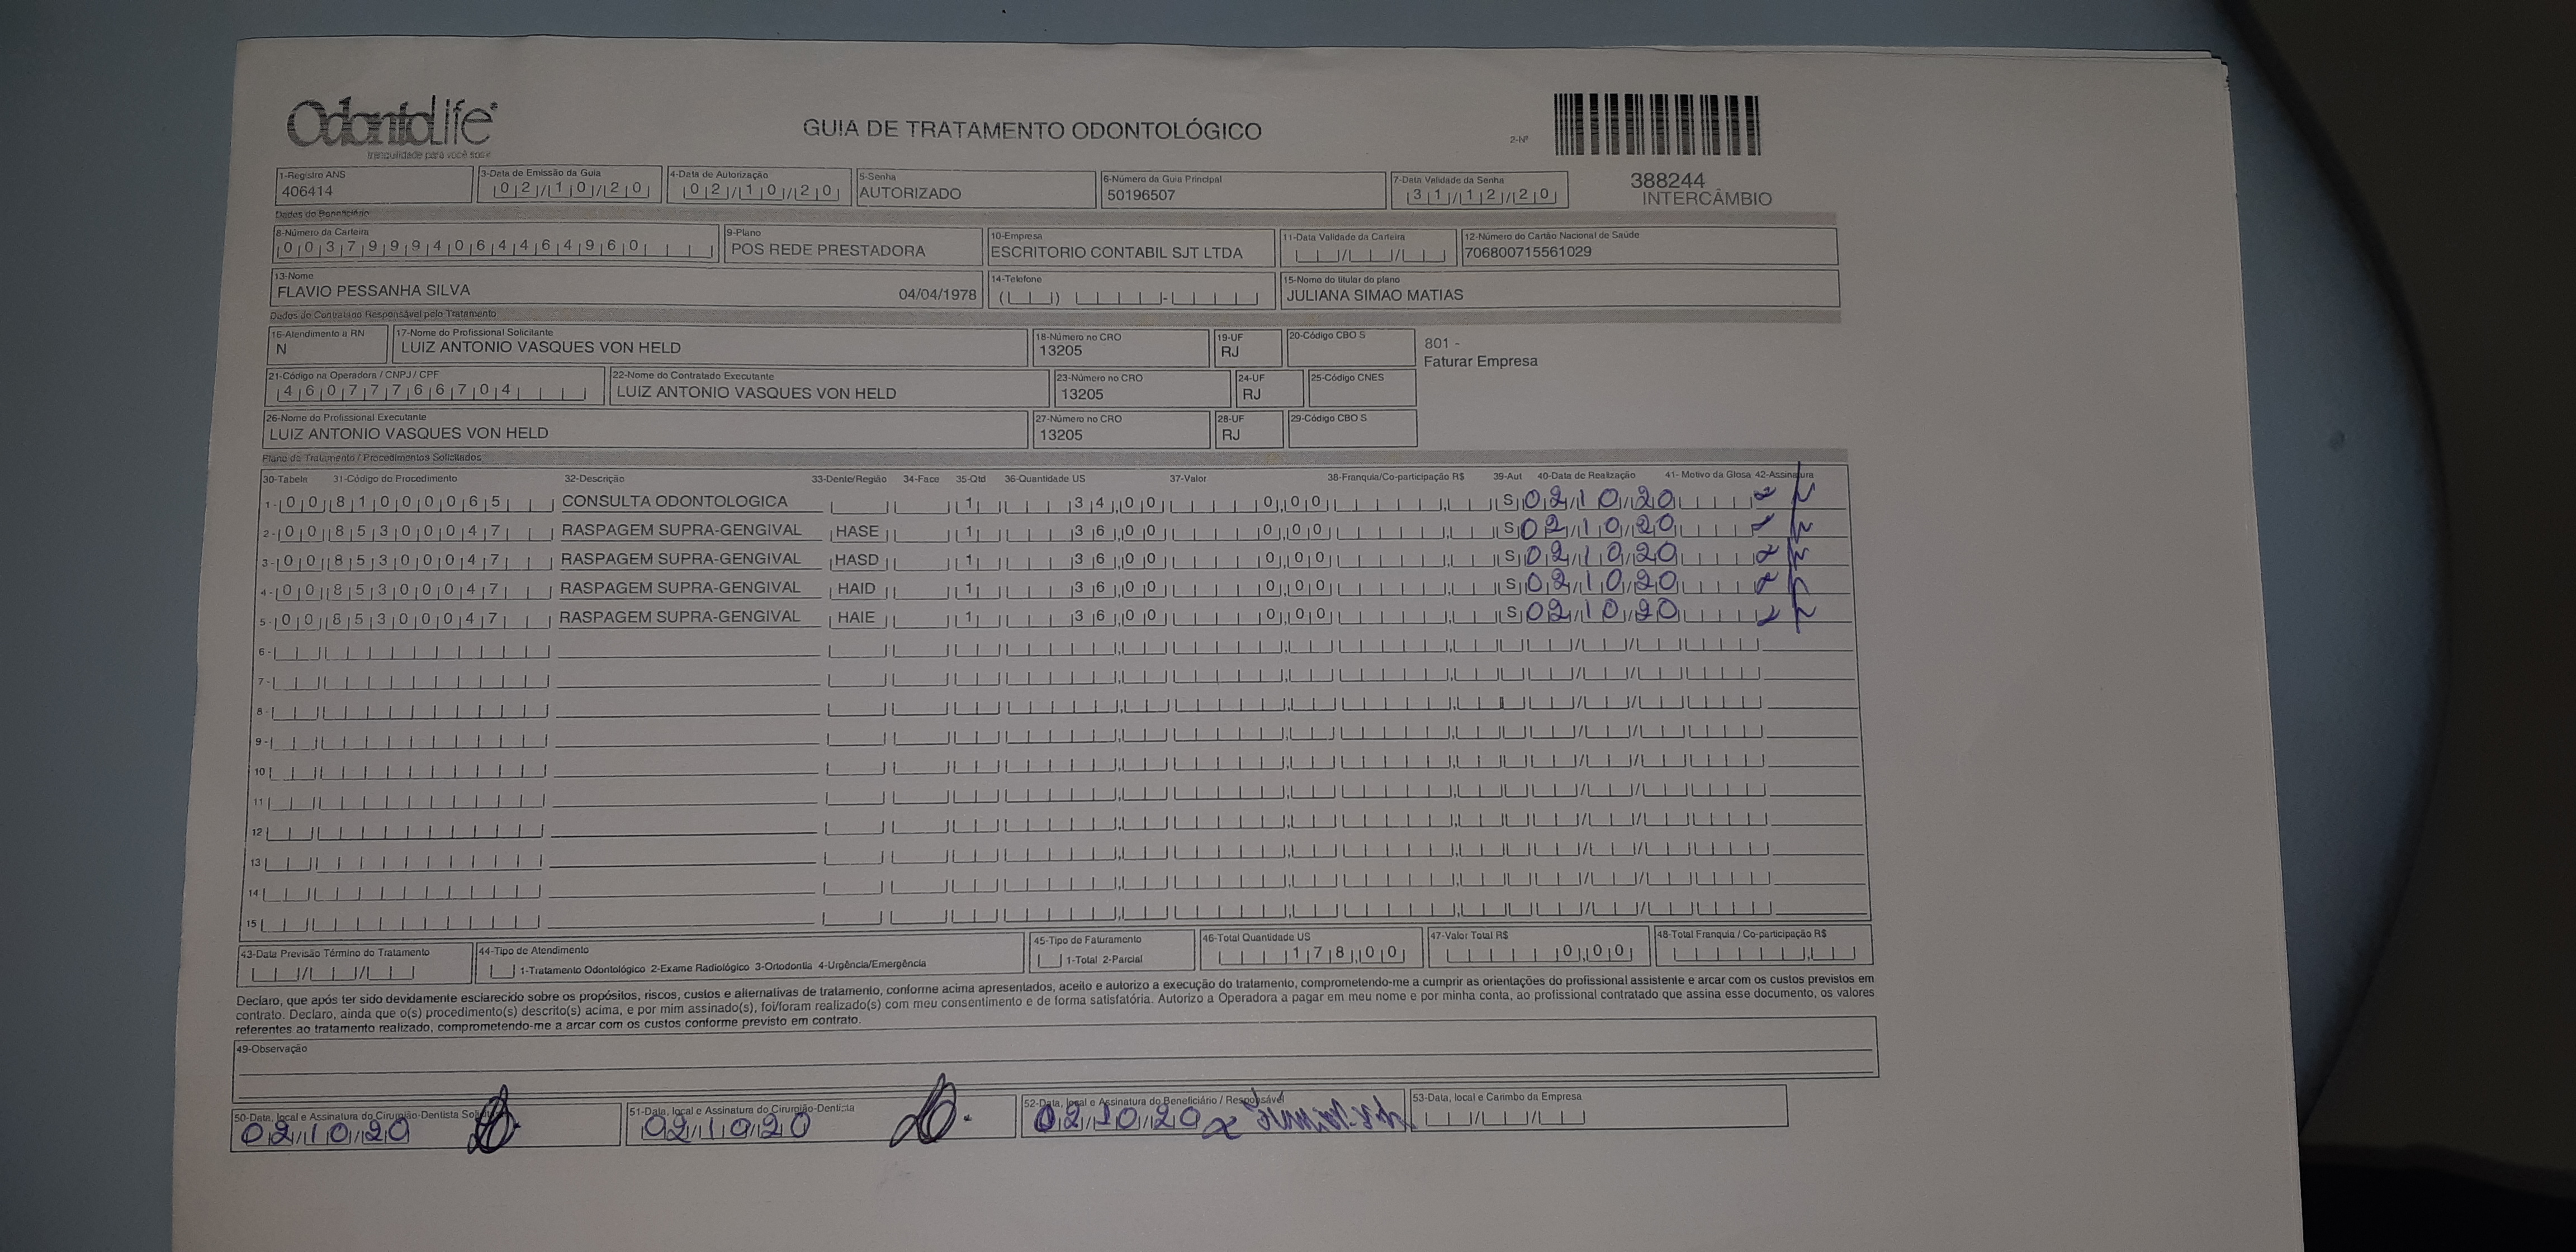 OdontoLife®
tranquilidade para você sorrir
GUIA DE TRATAMENTO ODONTOLÓGICO
2-Nº
388244
INTERCÂMBIO
1-Registro ANS 3-Data de Emissão da Guia 4-Data de Autorização 5-Senha 6-Número da Guia Principal 7-Data Validade da Senha
406414 02/10/20 02/10/20 AUTORIZADO 50196507 31/12/20
Dados do Beneficiário
8-Número da Carteira 9-Plano 10-Empresa 11-Data Validade da Carteira 12-Número do Cartão Nacional de Saúde
00379994064464960 POS REDE PRESTADORA ESCRITORIO CONTABIL SJT LTDA 706800715561029
13-Nome 14-Telefone 15-Nome do titular do plano
FLAVIO PESSANHA SILVA 04/04/1978 JULIANA SIMAO MATIAS
Dados do Contratado Responsável pelo Tratamento
16-Atendimento a RN 17-Nome do Profissional Solicitante 18-Número no CRO 19-UF 20-Código CBO S
N LUIZ ANTONIO VASQUES VON HELD 13205 RJ
801 -
Faturar Empresa
21-Código na Operadora / CNPJ / CPF 22-Nome do Contratado Executante 23-Número no CRO 24-UF 25-Código CNES
46077766704 LUIZ ANTONIO VASQUES VON HELD 13205 RJ
26-Nome do Profissional Executante 27-Número no CRO 28-UF 29-Código CBO S
LUIZ ANTONIO VASQUES VON HELD 13205 RJ
Plano de Tratamento / Procedimentos Solicitados
30-Tabela 31-Código do Procedimento 32-Descrição 33-Dente/Região 34-Face 35-Qtd 36-Quantidade US 37-Valor 38-Franquia/Co-participação R$ 39-Aut 40-Data de Realização 41- Motivo da Glosa 42-Assinatura
1- 00 81000065 CONSULTA ODONTOLOGICA 1 34,00 0,00 S 02/10/20
2- 00 85300047 RASPAGEM SUPRA-GENGIVAL HASE 1 36,00 0,00 S 02/10/20
3- 00 85300047 RASPAGEM SUPRA-GENGIVAL HASD 1 36,00 0,00 S 02/10/20
4- 00 85300047 RASPAGEM SUPRA-GENGIVAL HAID 1 36,00 0,00 S 02/10/20
5- 00 85300047 RASPAGEM SUPRA-GENGIVAL HAIE 1 36,00 0,00 S 02/10/20
6-
7-
8-
9-
10
11
12
13
14
15
43-Data Previsão Término do Tratamento 44-Tipo de Atendimento 45-Tipo de Faturamento 46-Total Quantidade US 47-Valor Total R$ 48-Total Franquia / Co-participação R$
1-Tratamento Odontológico 2-Exame Radiológico 3-Ortodontia 4-Urgência/Emergência 1-Total 2-Parcial 178,00 0,00
Declaro, que após ter sido devidamente esclarecido sobre os propósitos, riscos, custos e alternativas de tratamento, conforme acima apresentados, aceito e autorizo a execução do tratamento, comprometendo-me a cumprir as orientações do profissional assistente e arcar com os custos previstos em
contrato. Declaro, ainda que o(s) procedimento(s) descrito(s) acima, e por mim assinado(s), foi/foram realizado(s) com meu consentimento e de forma satisfatória. Autorizo a Operadora a pagar em meu nome e por minha conta, ao profissional contratado que assina esse documento, os valores
referentes ao tratamento realizado, comprometendo-me a arcar com os custos conforme previsto em contrato.
49-Observação
50-Data, local e Assinatura do Cirurgião-Dentista 51-Data, local e Assinatura do Cirurgião-Dentista 52-Data, local e Assinatura do Beneficiário / Responsável 53-Data, local e Carimbo da Empresa
02/10/20 02/10/20 02/10/20